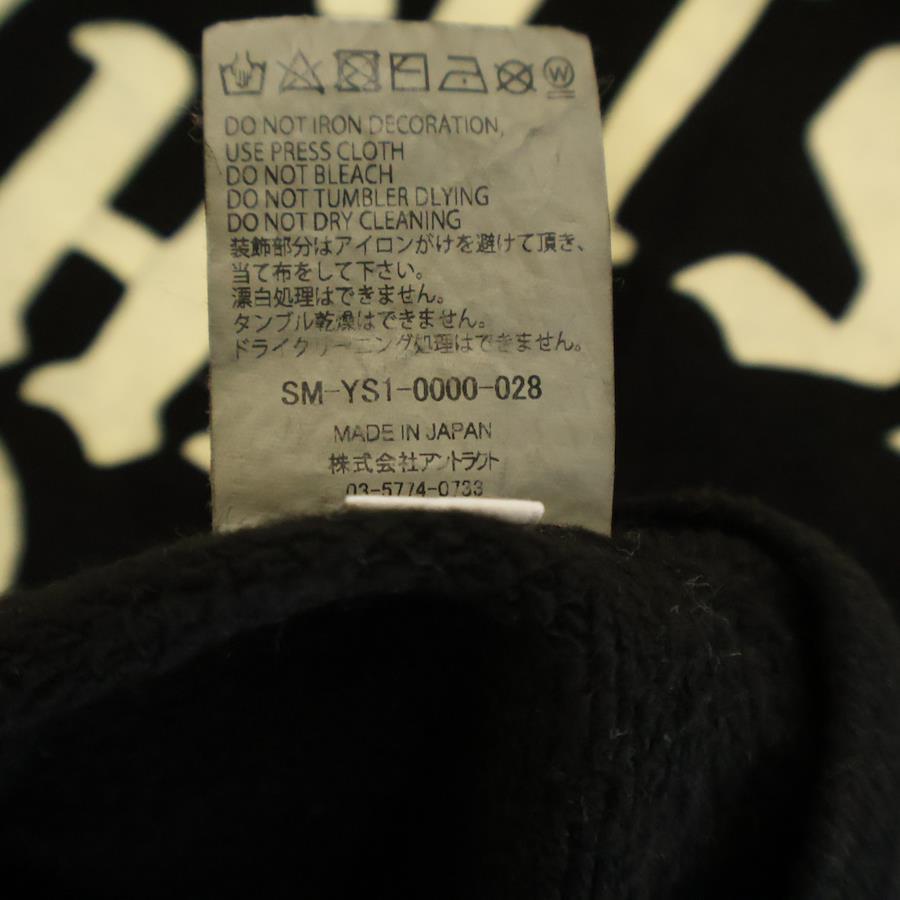 DO NOT IRON DECORATION,
USE PRESS CLOTH
DO NOT BLEACH
DO NOT TUMBLER DLYING
DO NOT DRY CLEANING
装飾部分はアイロンがけを避けて頂き、
当て布をして下さい。
漂白処理はできません。
タンブル乾燥はできません。
ドライクリーニング処理はできません。
SM-YS1-0000-028
MADE IN JAPAN
株式会社アントラクト
03-5774-0733